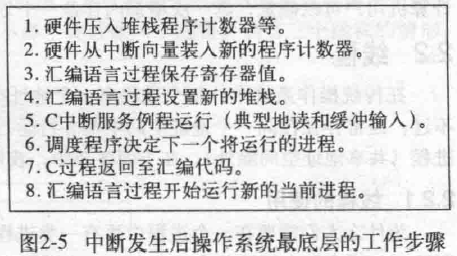 1. 硬件压入堆栈程序计数器等。
2. 硬件从中断向量装入新的程序计数器。
3. 汇编语言过程保存寄存器值。
4. 汇编语言过程设置新的堆栈。
5. C中断服务例程运行（典型地读和缓冲输入）。
6. 调度程序决定下一个将运行的进程。
7. C过程返回至汇编代码。
8. 汇编语言过程开始运行新的当前进程。
图2-5 中断发生后操作系统最底层的工作步骤